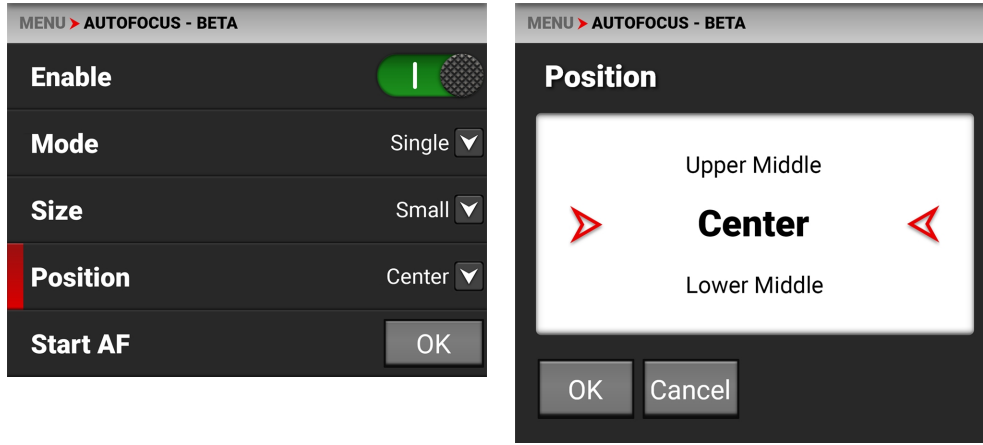 MENU > AUTOFOCUS - BETA
Enable
Mode Single
Size Small
Position Center
Start AF OK
MENU > AUTOFOCUS - BETA
Position
Upper Middle
Center
Lower Middle
OK Cancel